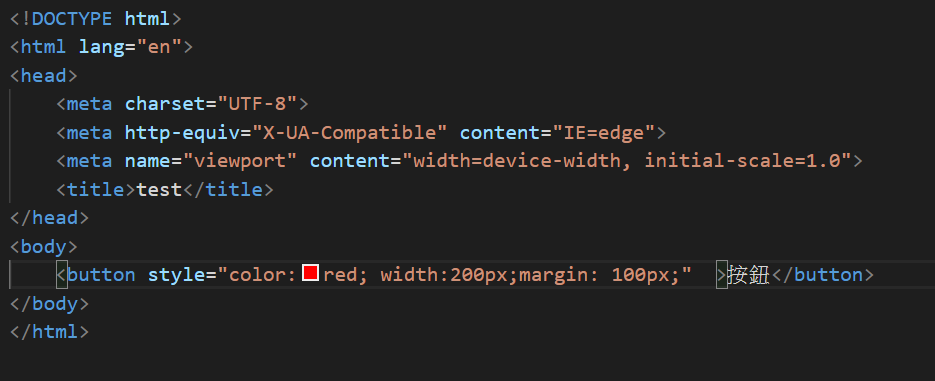 <!DOCTYPE html>
<html lang="en">
<head>
    <meta charset="UTF-8">
    <meta http-equiv="X-UA-Compatible" content="IE=edge">
    <meta name="viewport" content="width=device-width, initial-scale=1.0">
    <title>test</title>
</head>
<body>
    <button style="color:red; width:200px;margin: 100px;"  >按鈕</button>
</body>
</html>